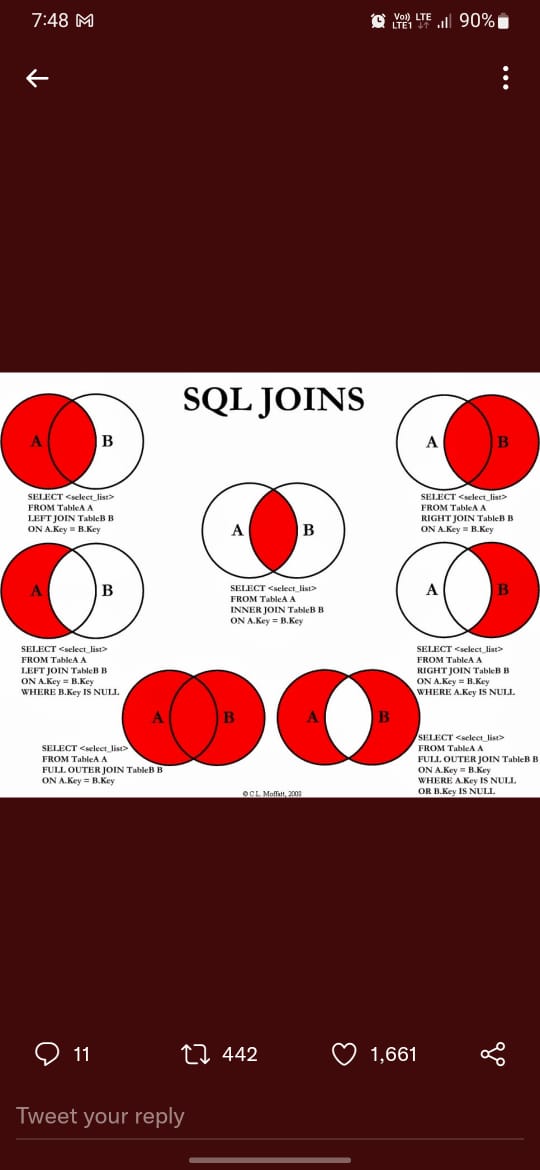 7:48
Vo)) LTE
LTE1
90%
SQL JOINS
A B
SELECT <select_list>
FROM TableA A
LEFT JOIN TableB B
ON A.Key = B.Key
A B
SELECT <select_list>
FROM TableA A
RIGHT JOIN TableB B
ON A.Key = B.Key
A B
SELECT <select_list>
FROM TableA A
INNER JOIN TableB B
ON A.Key = B.Key
A B
SELECT <select_list>
FROM TableA A
LEFT JOIN TableB B
ON A.Key = B.Key
WHERE B.Key IS NULL
A B
SELECT <select_list>
FROM TableA A
RIGHT JOIN TableB B
ON A.Key = B.Key
WHERE A.Key IS NULL
A B
SELECT <select_list>
FROM TableA A
FULL OUTER JOIN TableB B
ON A.Key = B.Key
A B
SELECT <select_list>
FROM TableA A
FULL OUTER JOIN TableB B
ON A.Key = B.Key
WHERE A.Key IS NULL
OR B.Key IS NULL
© C.L. Moffatt, 2008
11
442
1,661
Tweet your reply